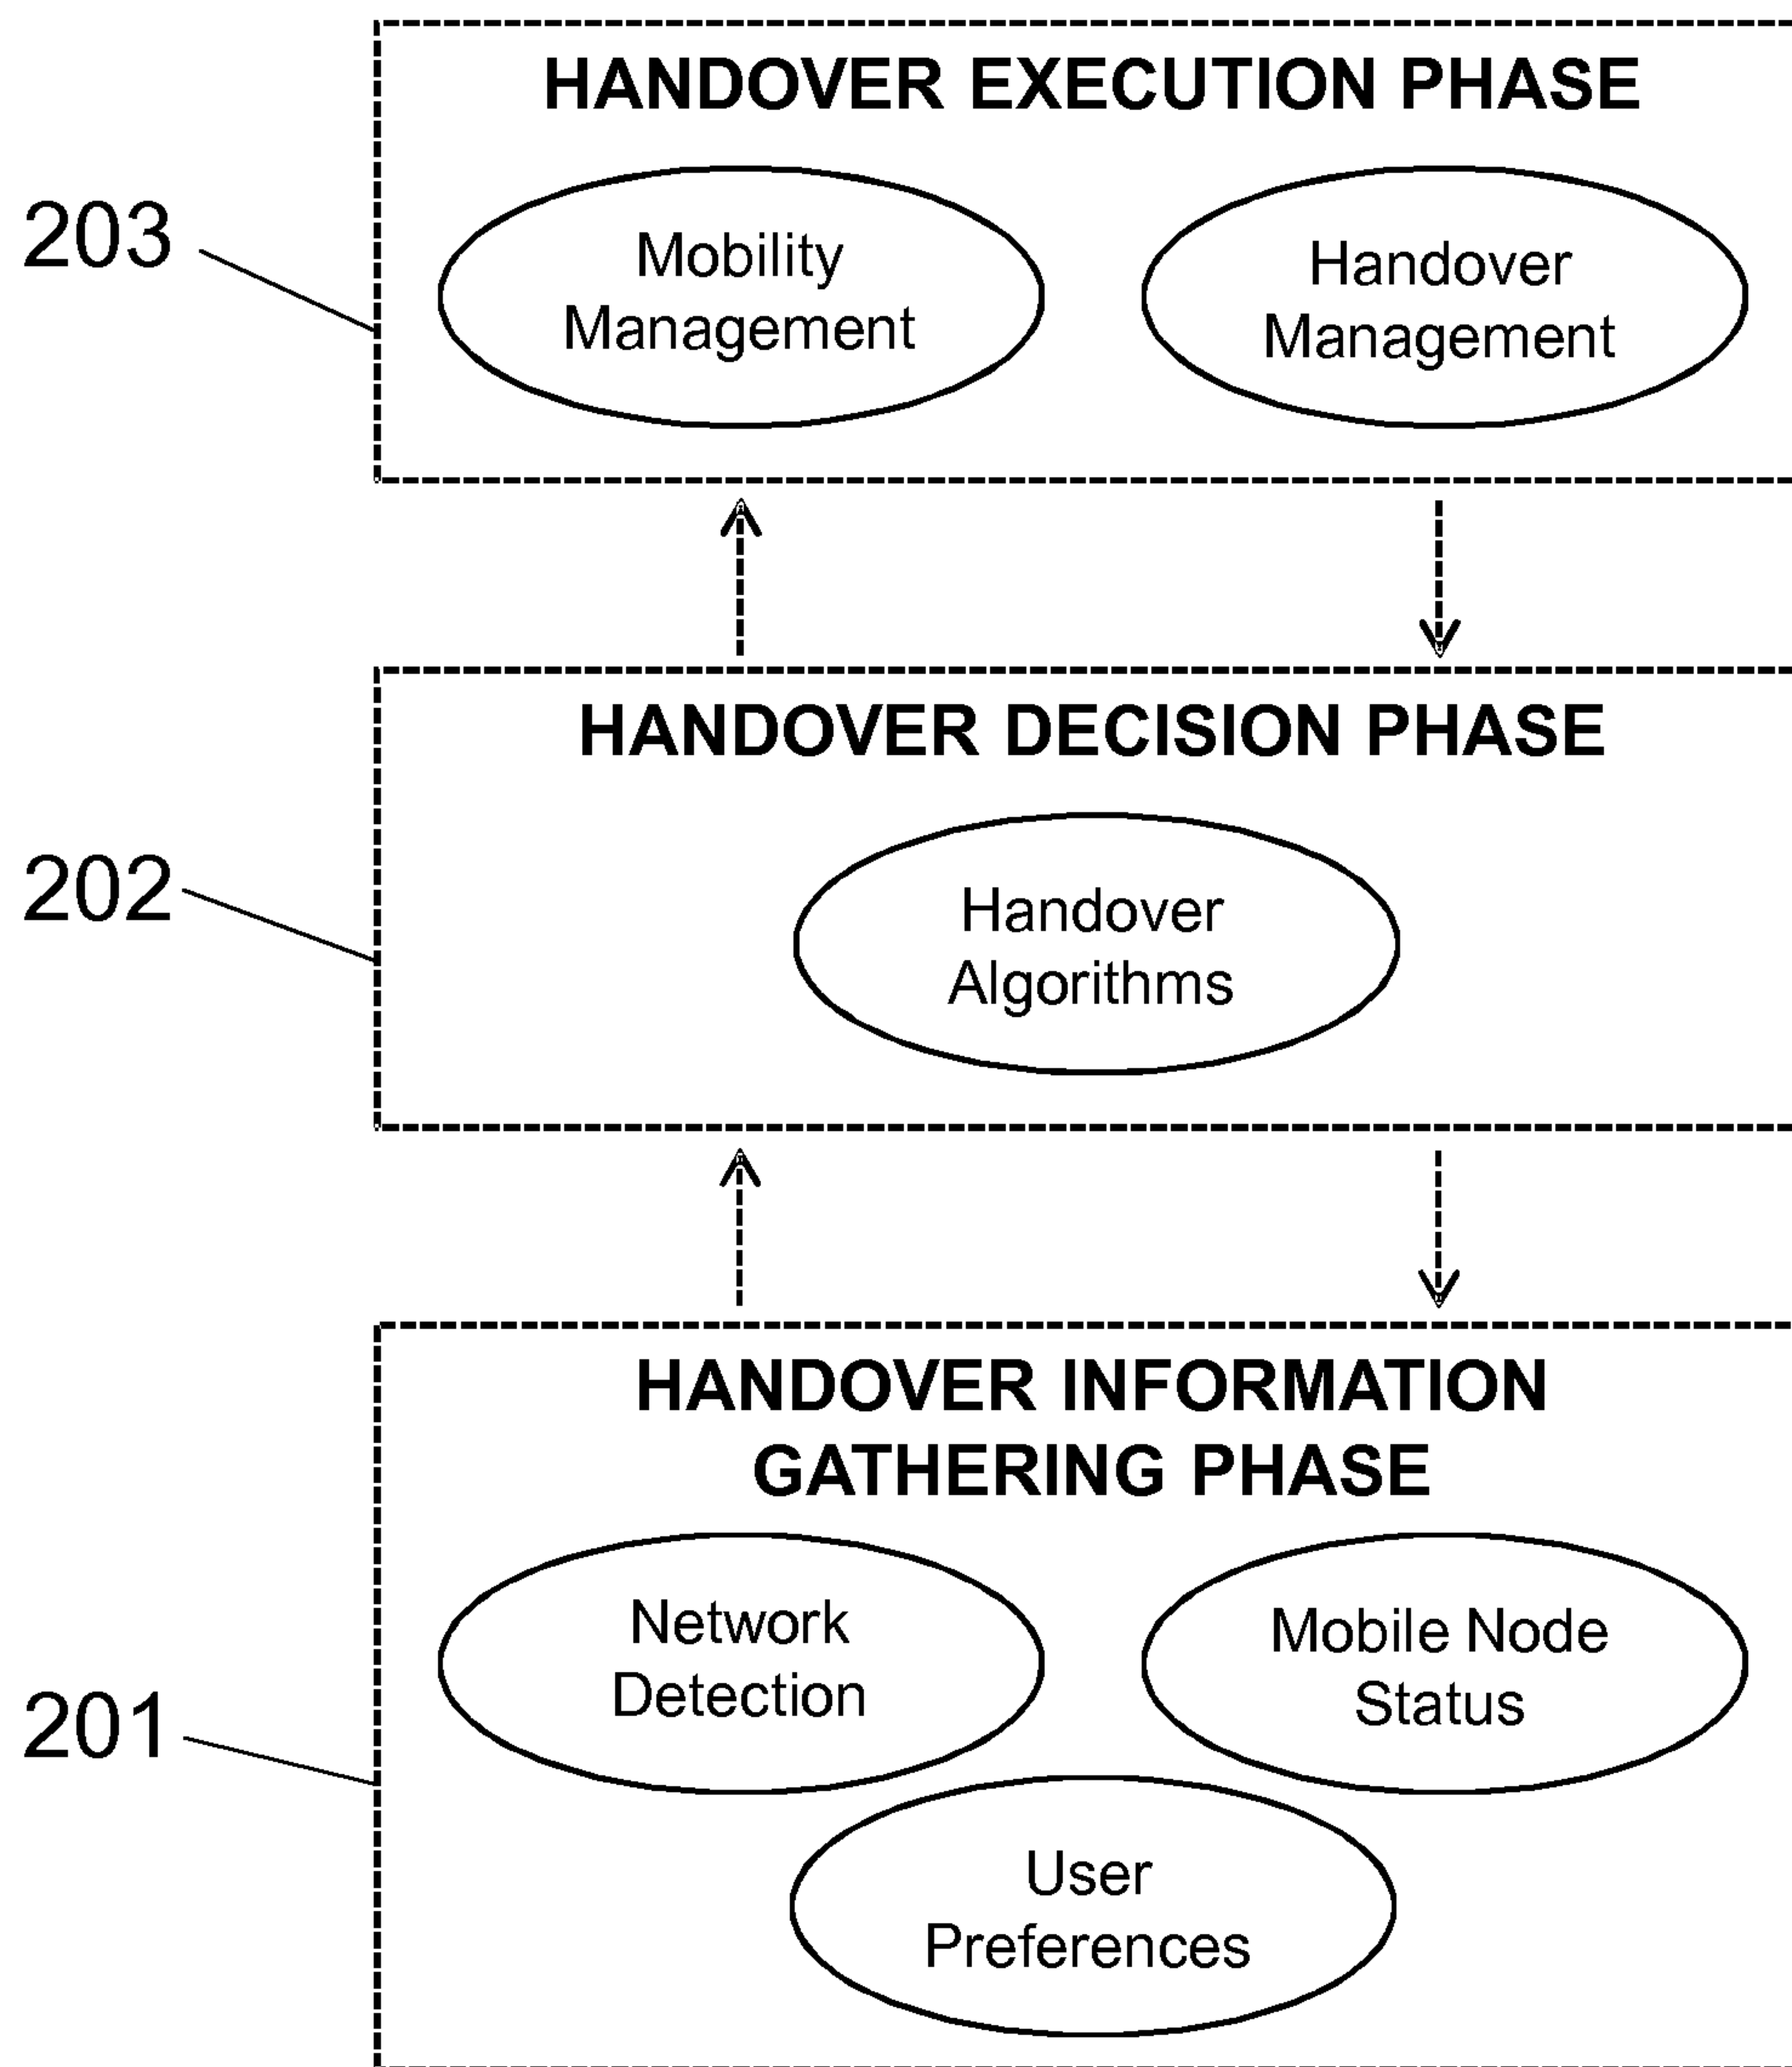 HANDOVER EXECUTION PHASE
203
Mobility
Management
Handover
Management
HANDOVER DECISION PHASE
202
Handover
Algorithms
HANDOVER INFORMATION
GATHERING PHASE
201
Network
Detection
Mobile Node
Status
User
Preferences